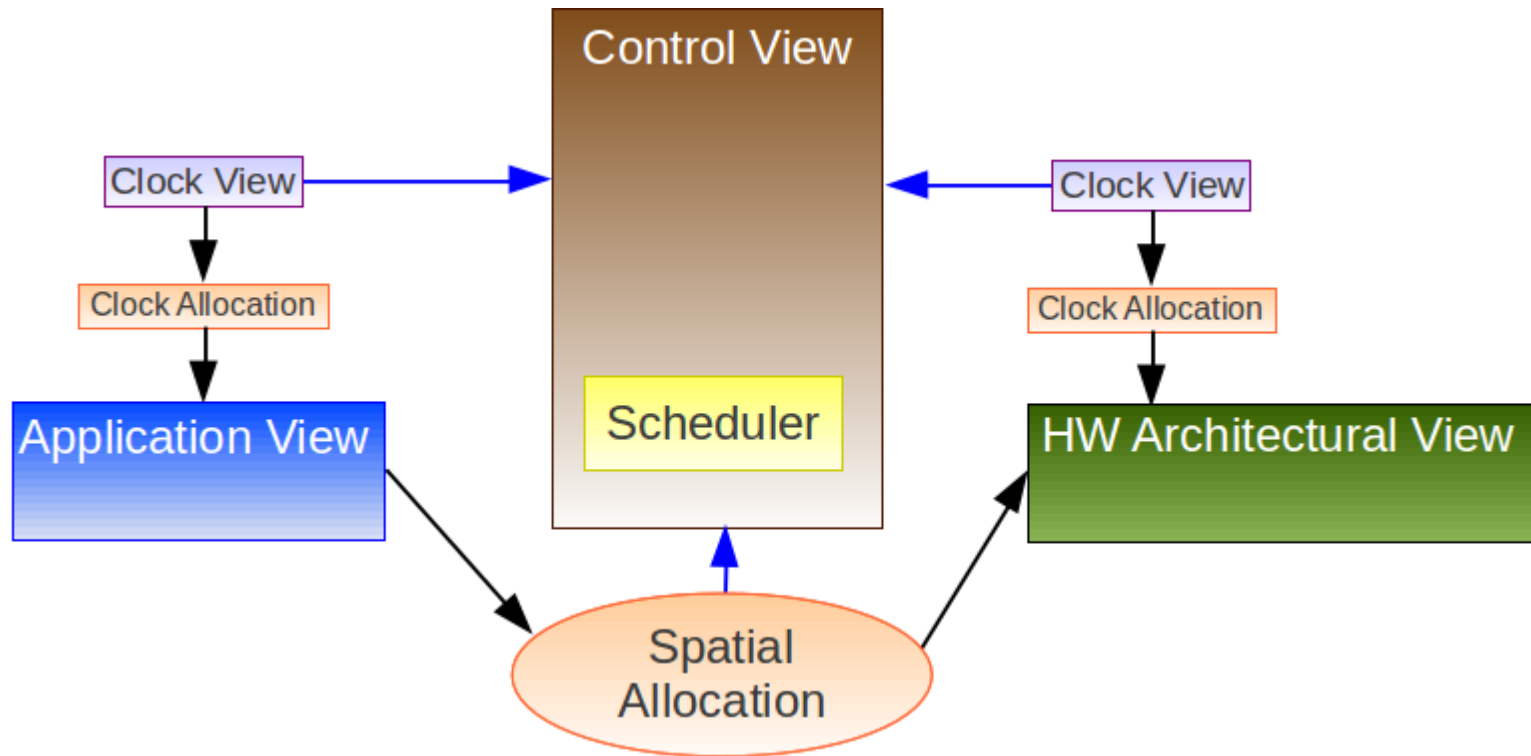 Control View
Clock View
Clock View
Clock Allocation
Clock Allocation
Scheduler
Application View
HW Architectural View
Spatial
Allocation